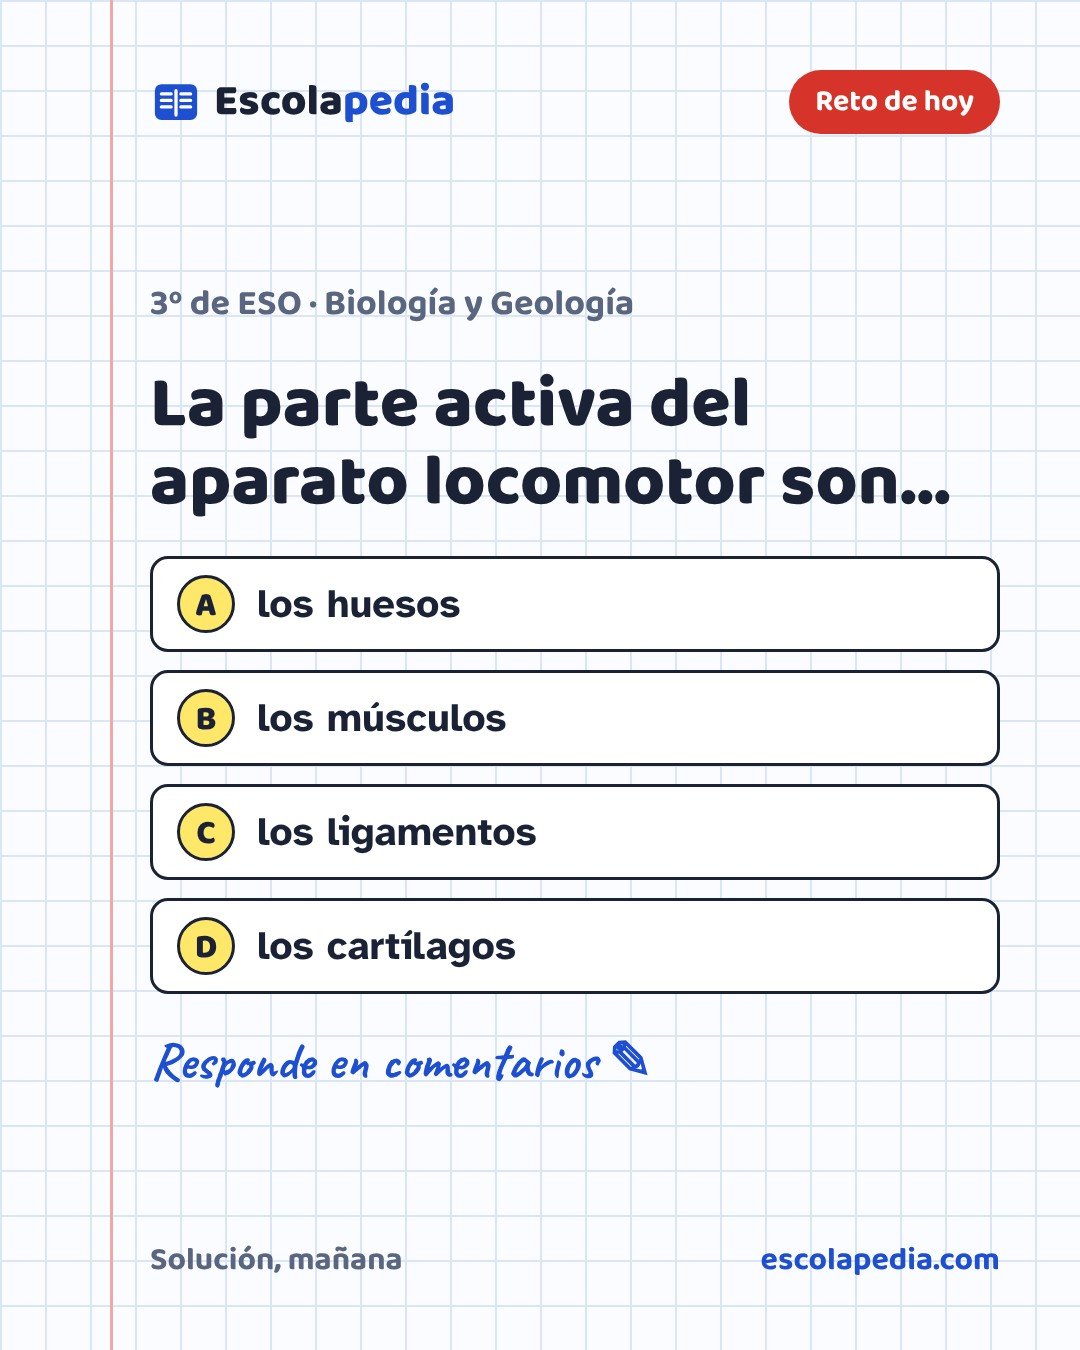 Escolapedia
Reto de hoy
3º de ESO · Biología y Geología
La parte activa del
aparato locomotor son...
A los huesos
B los músculos
C los ligamentos
D los cartílagos
Responde en comentarios ✎
Solución, mañana
escolapedia.com